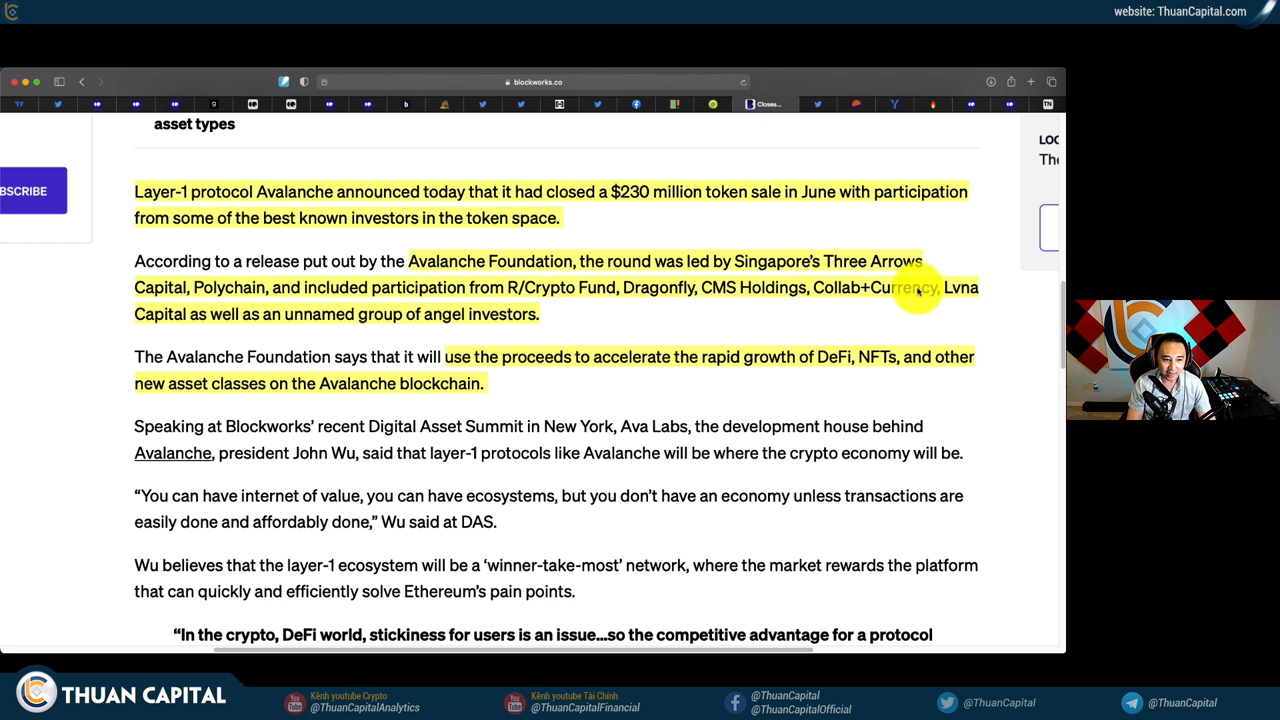 website: ThuanCapital.com
blockworks.co
Closes...
asset types
BSCRIBE
LOC
The
Layer-1 protocol Avalanche announced today that it had closed a $230 million token sale in June with participation
from some of the best known investors in the token space.
According to a release put out by the Avalanche Foundation, the round was led by Singapore's Three Arrows
Capital, Polychain, and included participation from R/Crypto Fund, Dragonfly, CMS Holdings, Collab+Currency, Lvna
Capital as well as an unnamed group of angel investors.
The Avalanche Foundation says that it will use the proceeds to accelerate the rapid growth of DeFi, NFTs, and other
new asset classes on the Avalanche blockchain.
Speaking at Blockworks' recent Digital Asset Summit in New York, Ava Labs, the development house behind
Avalanche, president John Wu, said that layer-1 protocols like Avalanche will be where the crypto economy will be.
“You can have internet of value, you can have ecosystems, but you don't have an economy unless transactions are
easily done and affordably done,” Wu said at DAS.
Wu believes that the layer-1 ecosystem will be a ‘winner-take-most’ network, where the market rewards the platform
that can quickly and efficiently solve Ethereum's pain points.
“In the crypto, DeFi world, stickiness for users is an issue...so the competitive advantage for a protocol
THUAN CAPITAL
Kênh youtube Crypto
@ThuanCapitalAnalytics
Kênh youtube Tài Chính
@ThuanCapitalFinancial
@ThuanCapital
@ThuanCapitalOfficial
@ThuanCapital
@ThuanCapital